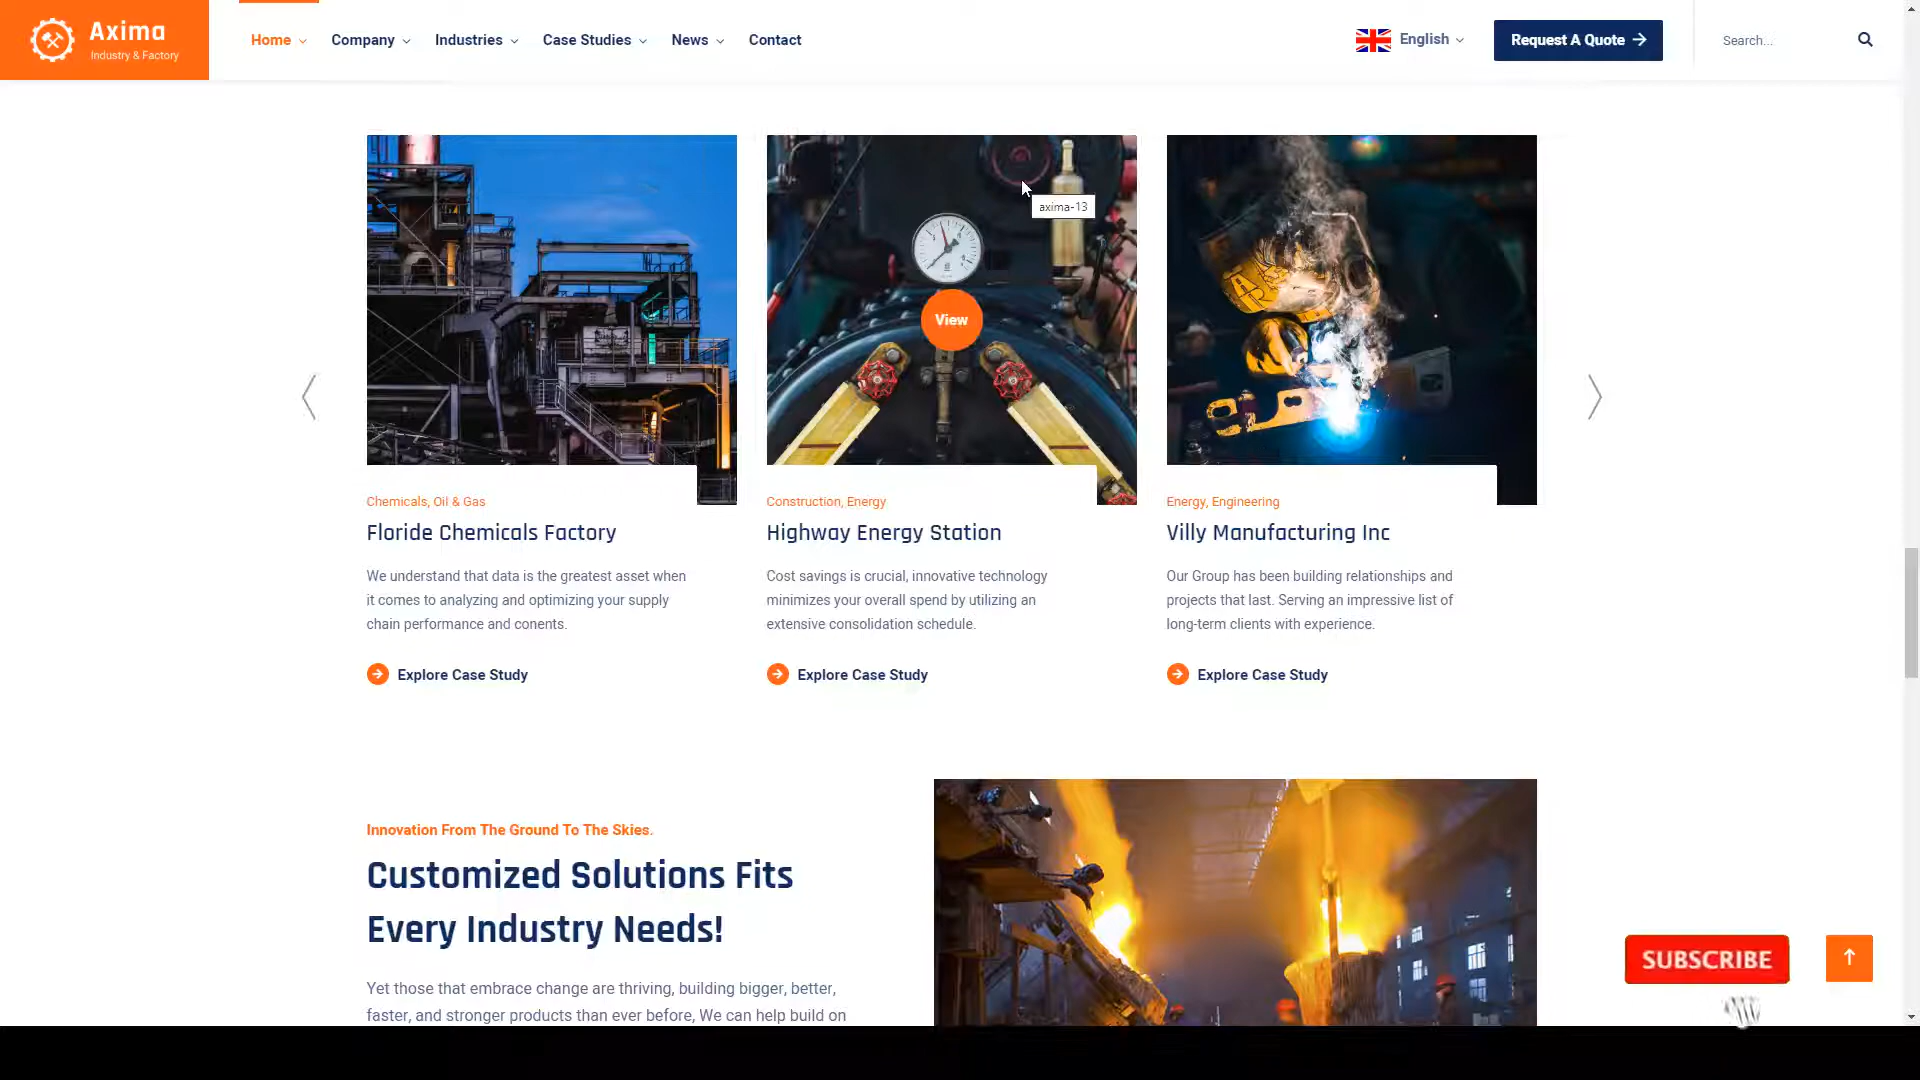 Axima
Industry & Factory
Home
Company
Industries
Case Studies
News
Contact
English
Request A Quote
Search...
axima-13
View
Chemicals, Oil & Gas
Floride Chemicals Factory
We understand that data is the greatest asset when
it comes to analyzing and optimizing your supply
chain performance and conents.
Explore Case Study
Construction, Energy
Highway Energy Station
Cost savings is crucial, innovative technology
minimizes your overall spend by utilizing an
extensive consolidation schedule.
Explore Case Study
Energy, Engineering
Villy Manufacturing Inc
Our Group has been building relationships and
projects that last. Serving an impressive list of
long-term clients with experience.
Explore Case Study
Innovation From The Ground To The Skies.
Customized Solutions Fits
Every Industry Needs!
Yet those that embrace change are thriving, building bigger, better,
faster, and stronger products than ever before, We can help build on
SUBSCRIBE